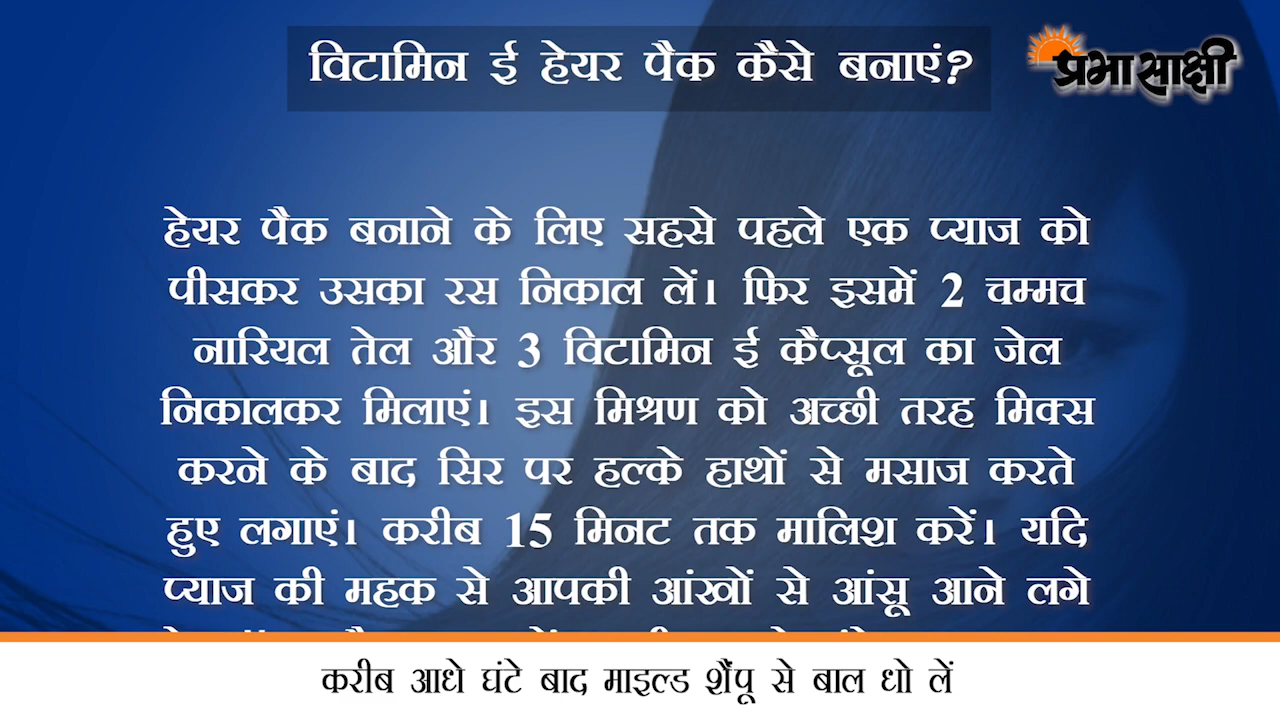 विटामिन ई हेयर पैक कैसे बनाएं?
प्रभासाक्षी
हेयर पैक बनाने के लिए सहसे पहले एक प्याज को
पीसकर उसका रस निकाल लें। फिर इसमें 2 चम्मच
नारियल तेल और 3 विटामिन ई कैप्सूल का जेल
निकालकर मिलाएं। इस मिश्रण को अच्छी तरह मिक्स
करने के बाद सिर पर हल्के हाथों से मसाज करते
हुए लगाएं। करीब 15 मिनट तक मालिश करें। यदि
प्याज की महक से आपकी आंखों से आंसू आने लगे
करीब आधे घंटे बाद माइल्ड शैंपू से बाल धो लें